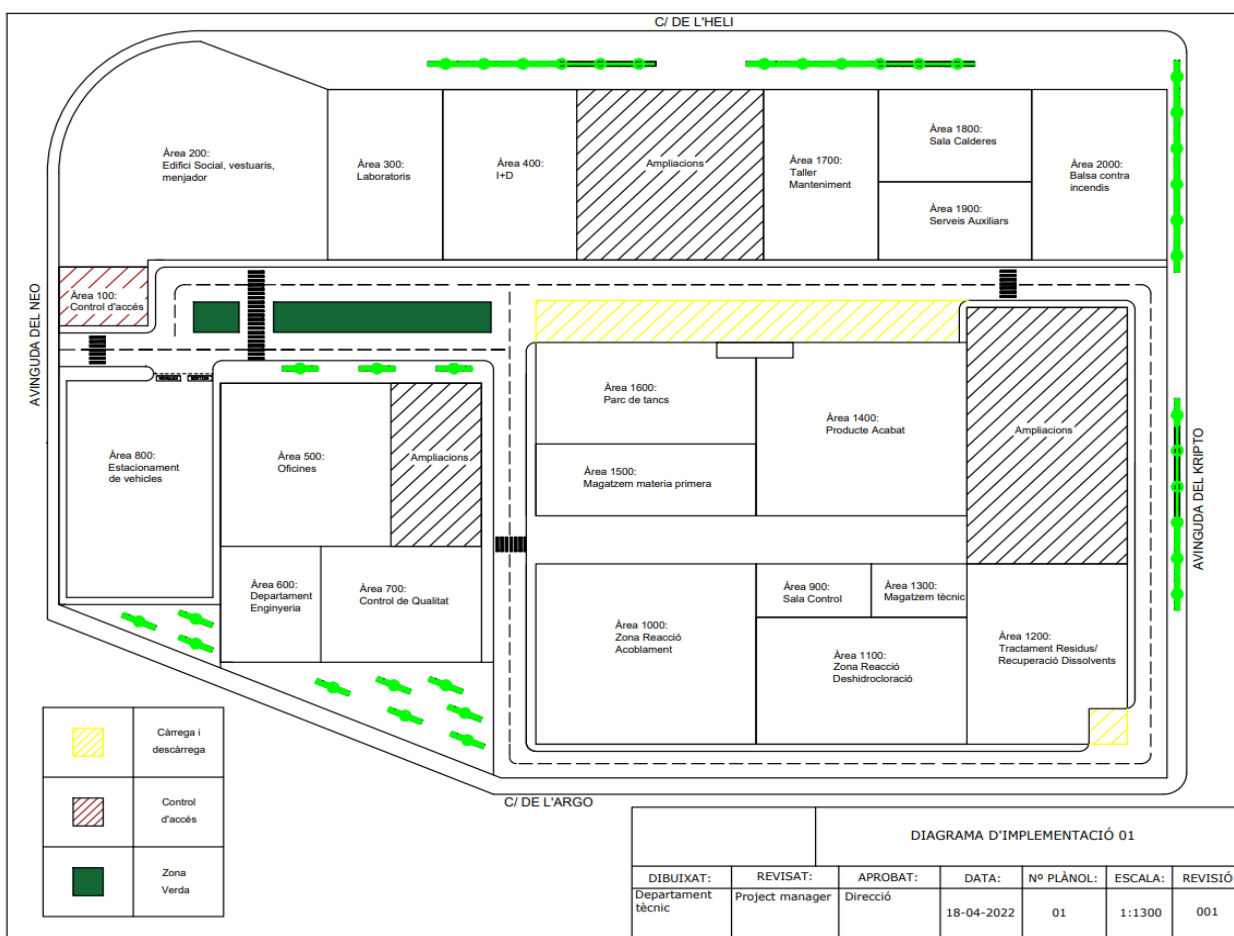 C/ DE L'HELI
Àrea 200:
Edifici Social, vestuaris,
menjador
Àrea 300:
Laboratoris
Àrea 400:
I+D
Ampliacions
Àrea 1700:
Taller
Manteniment
Àrea 1800:
Sala Calderes
Àrea 1900:
Serveis Auxiliars
Àrea 2000:
Balsa contra
incendis
AVINGUDA DEL NEO
Àrea 100:
Control d'accés
Àrea 800:
Estacionament
de vehicles
Àrea 500:
Oficines
Ampliacions
Àrea 600:
Departament
Enginyeria
Àrea 700:
Control de Qualitat
Àrea 1600:
Parc de tancs
Àrea 1500:
Magatzem materia primera
Àrea 1400:
Producte Acabat
Ampliacions
AVINGUDA DEL KRIPTO
Àrea 1000:
Zona Reacció
Acoblament
Àrea 900:
Sala Control
Àrea 1300:
Magatzem tècnic
Àrea 1100:
Zona Reacció
Deshidrocloració
Àrea 1200:
Tractament Residus/
Recuperació Dissolvents
C/ DE L'ARGO
Càrrega i
descàrrega
Control
d'accés
Zona
Verda
DIAGRAMA D'IMPLEMENTACIÓ 01
DIBUIXAT: REVISAT: APROBAT: DATA: Nº PLÀNOL: ESCALA: REVISIÓ
Departament
tècnic
Project manager
Direcció
18-04-2022 01 1:1300 001